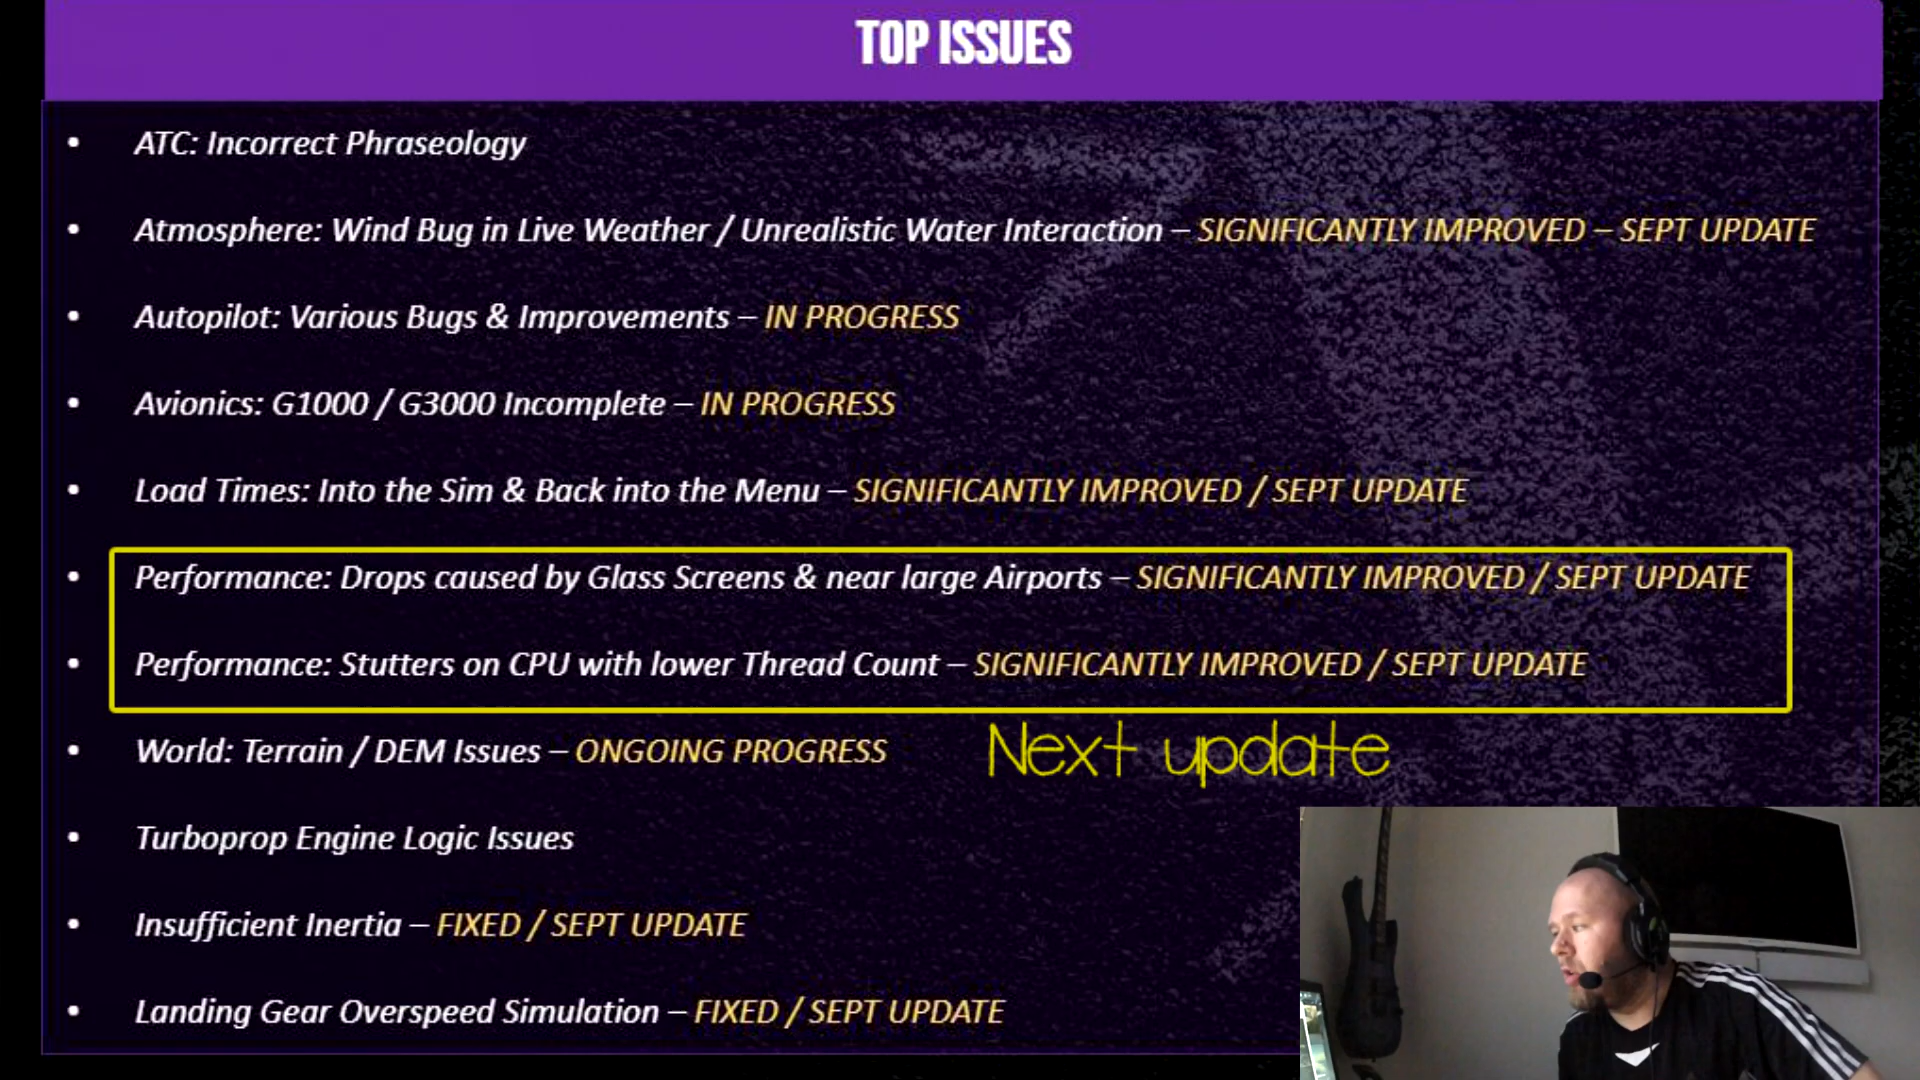 TOP ISSUES
• ATC: Incorrect Phraseology
• Atmosphere: Wind Bug in Live Weather / Unrealistic Water Interaction – SIGNIFICANTLY IMPROVED – SEPT UPDATE
• Autopilot: Various Bugs & Improvements – IN PROGRESS
• Avionics: G1000 / G3000 Incomplete – IN PROGRESS
• Load Times: Into the Sim & Back into the Menu – SIGNIFICANTLY IMPROVED / SEPT UPDATE
• Performance: Drops caused by Glass Screens & near large Airports – SIGNIFICANTLY IMPROVED / SEPT UPDATE
• Performance: Stutters on CPU with lower Thread Count – SIGNIFICANTLY IMPROVED / SEPT UPDATE
• World: Terrain / DEM Issues – ONGOING PROGRESS
Next update
• Turboprop Engine Logic Issues
• Insufficient Inertia – FIXED / SEPT UPDATE
• Landing Gear Overspeed Simulation – FIXED / SEPT UPDATE